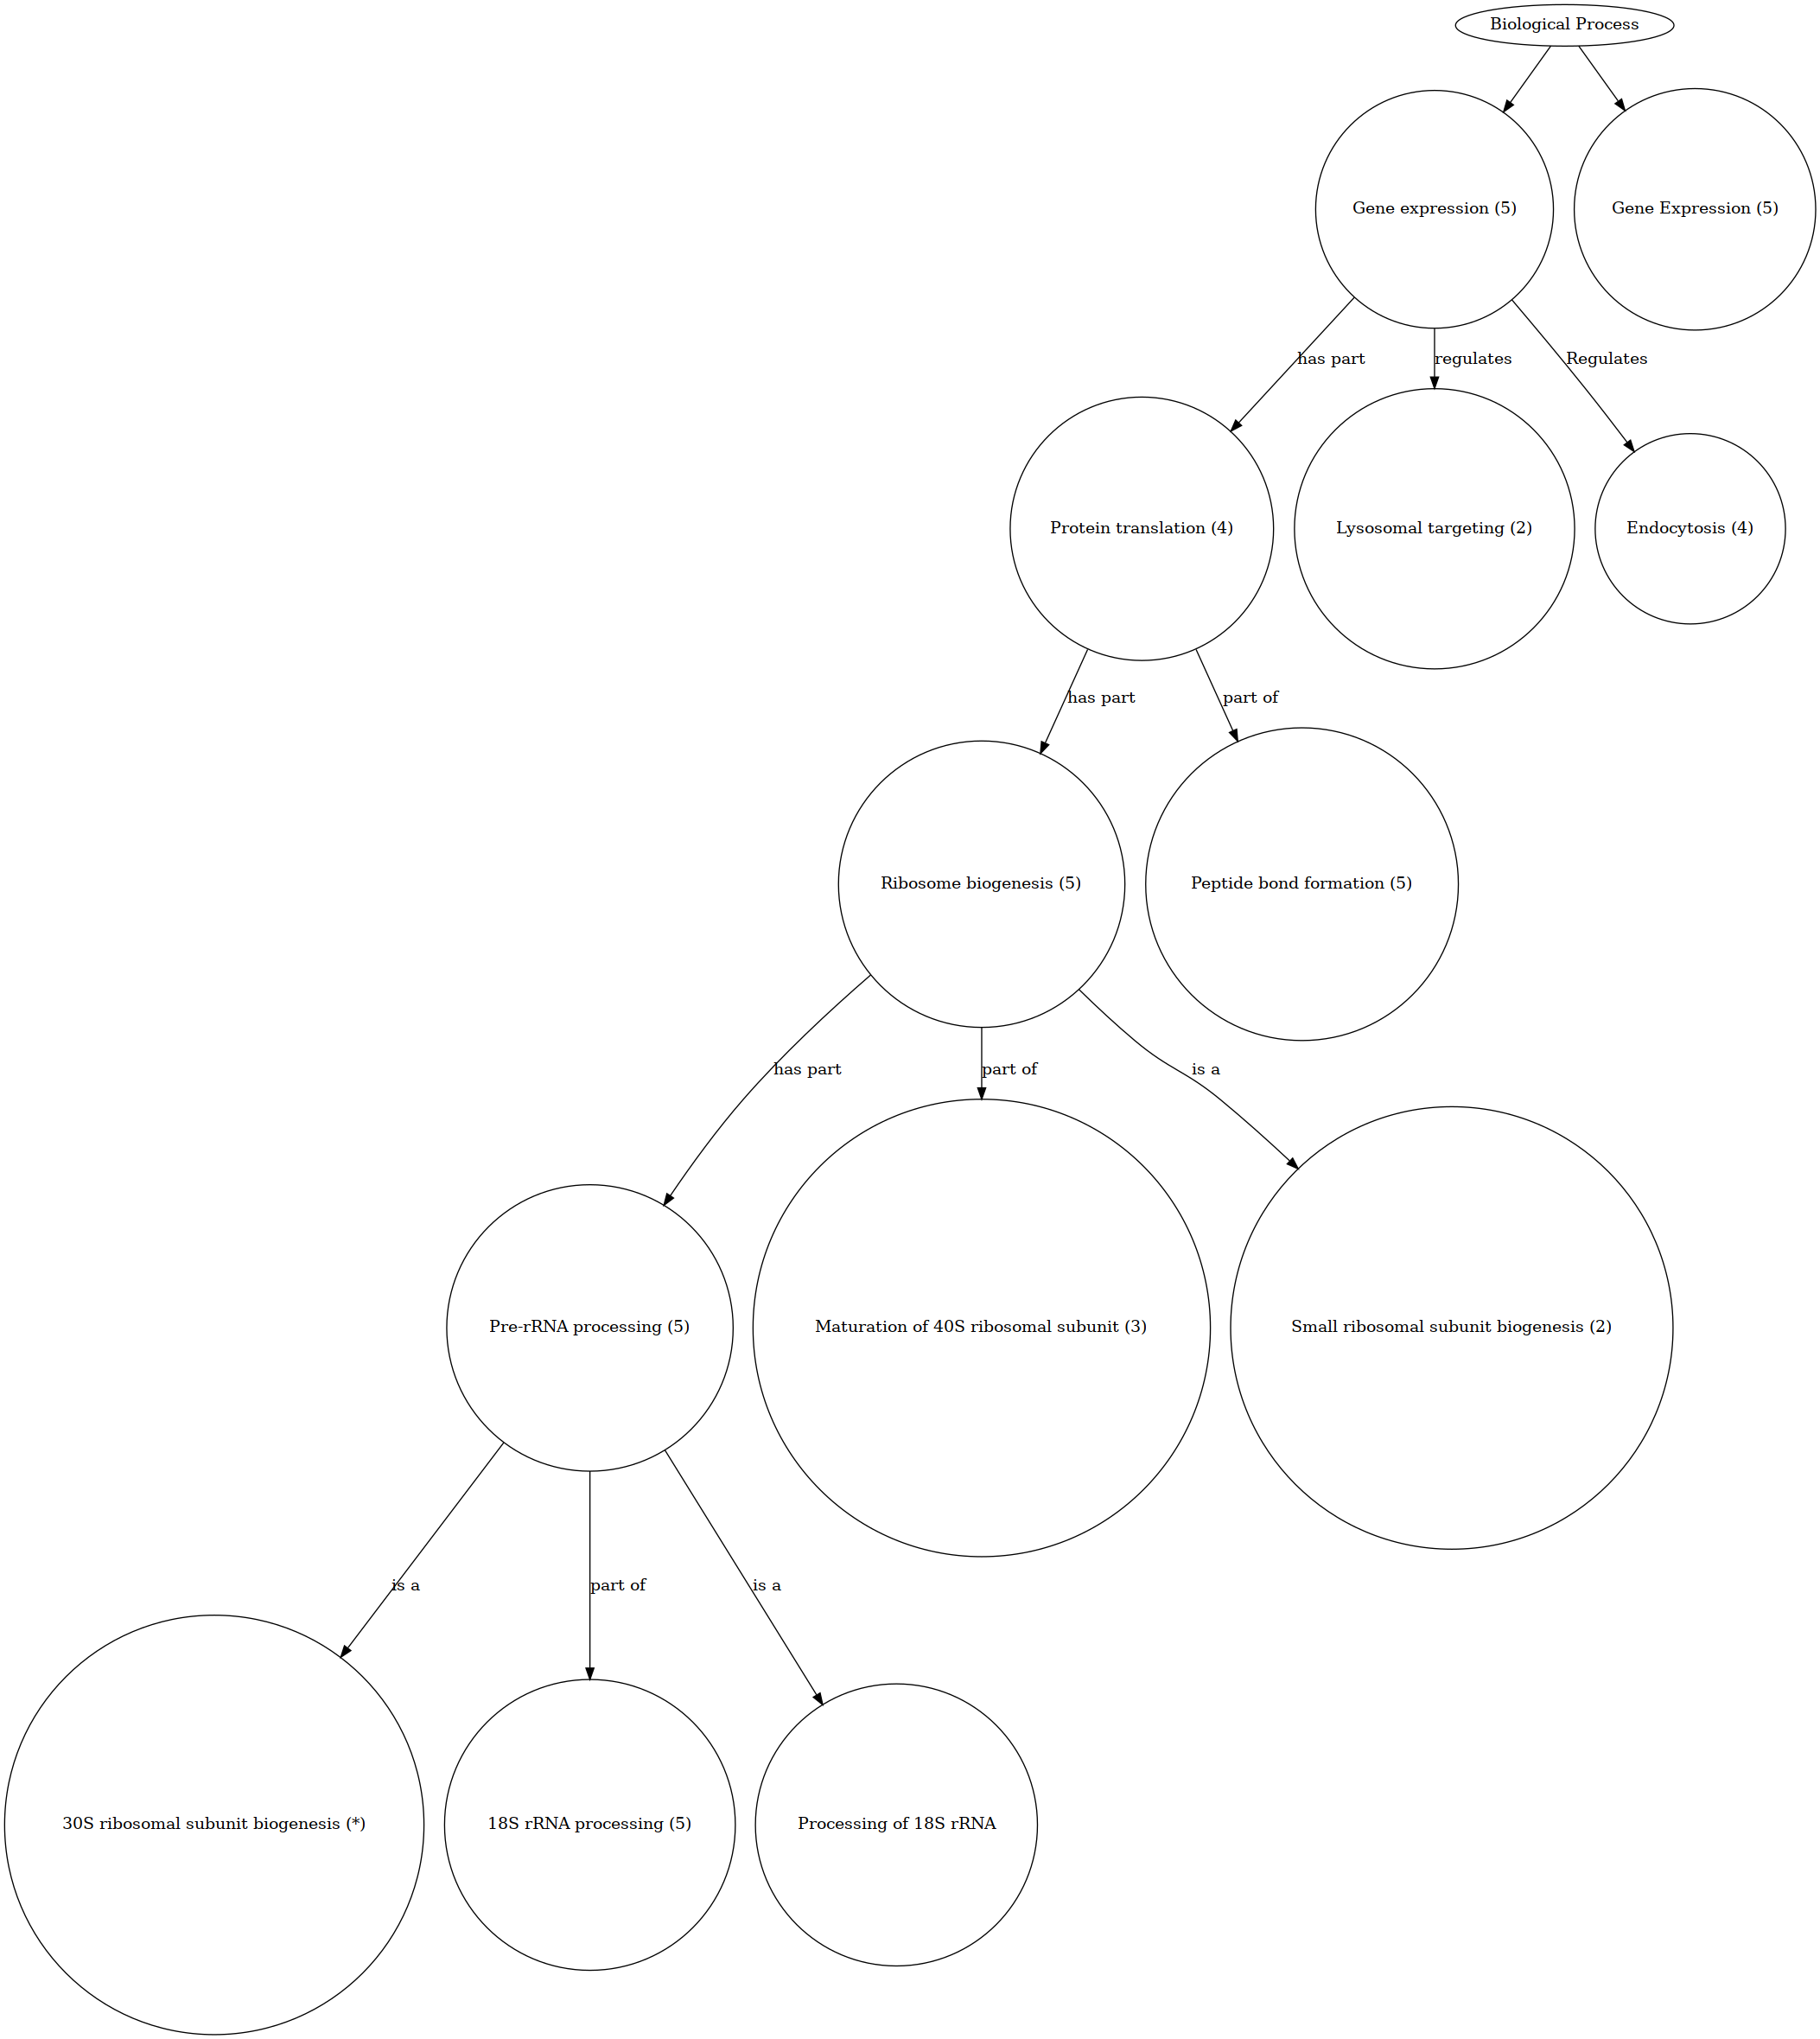 Biological Process
Gene expression (5)
Gene Expression (5)
has part
regulates
Regulates
Protein translation (4)
Lysosomal targeting (2)
Endocytosis (4)
has part
part of
Ribosome biogenesis (5)
Peptide bond formation (5)
has part
part of
is a
Pre-rRNA processing (5)
Maturation of 40S ribosomal subunit (3)
Small ribosomal subunit biogenesis (2)
is a
part of
is a
30S ribosomal subunit biogenesis (*)
18S rRNA processing (5)
Processing of 18S rRNA